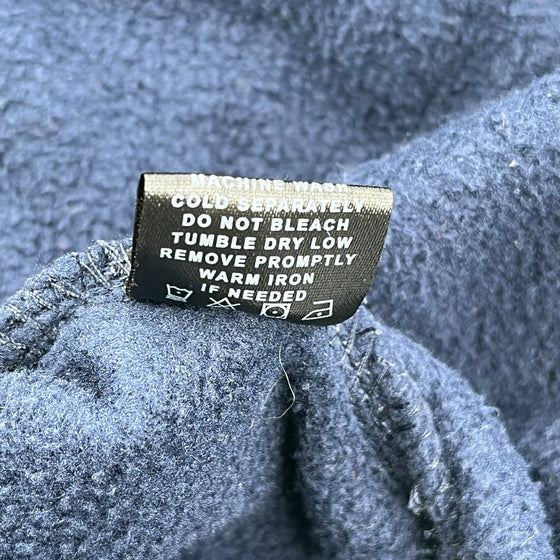 MACHINE WASH
COLD SEPARATELY
DO NOT BLEACH
TUMBLE DRY LOW
REMOVE PROMPTLY
WARM IRON
IF NEEDED